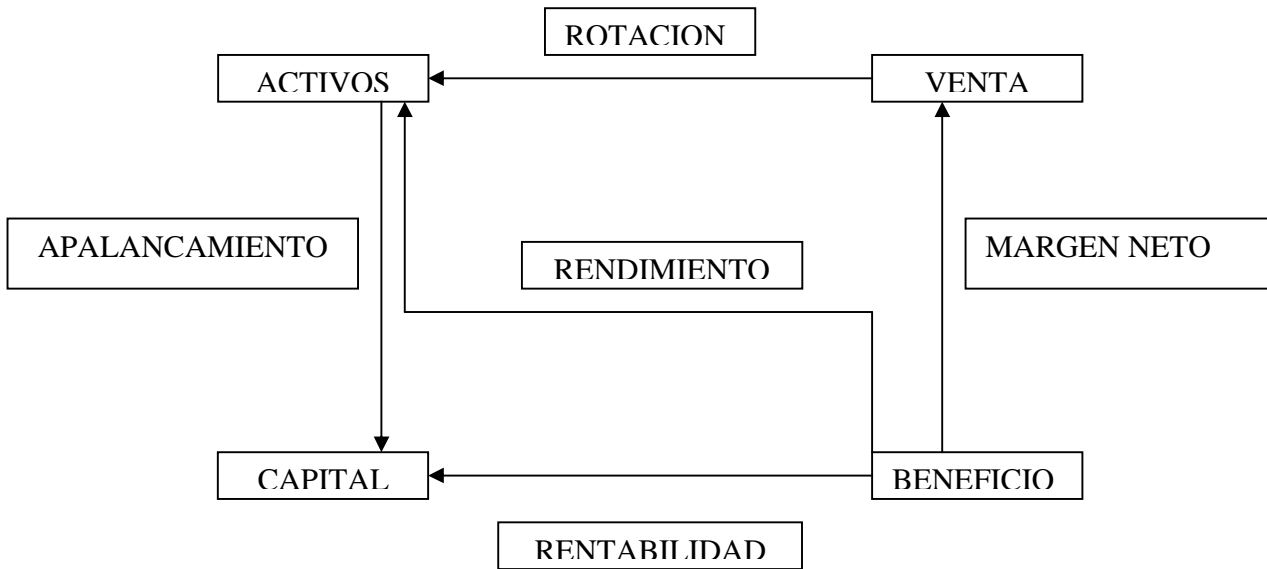 ROTACION
ACTIVOS
VENTA
APALANCAMIENTO
MARGEN NETO
RENDIMIENTO
CAPITAL
BENEFICIO
RENTABILIDAD